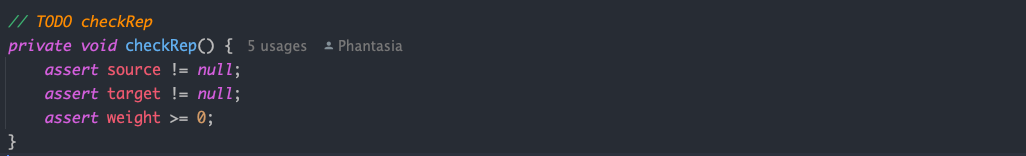 // TODO checkRep
private void checkRep() { 5 usages Phantasia
    assert source != null;
    assert target != null;
    assert weight >= 0;
}